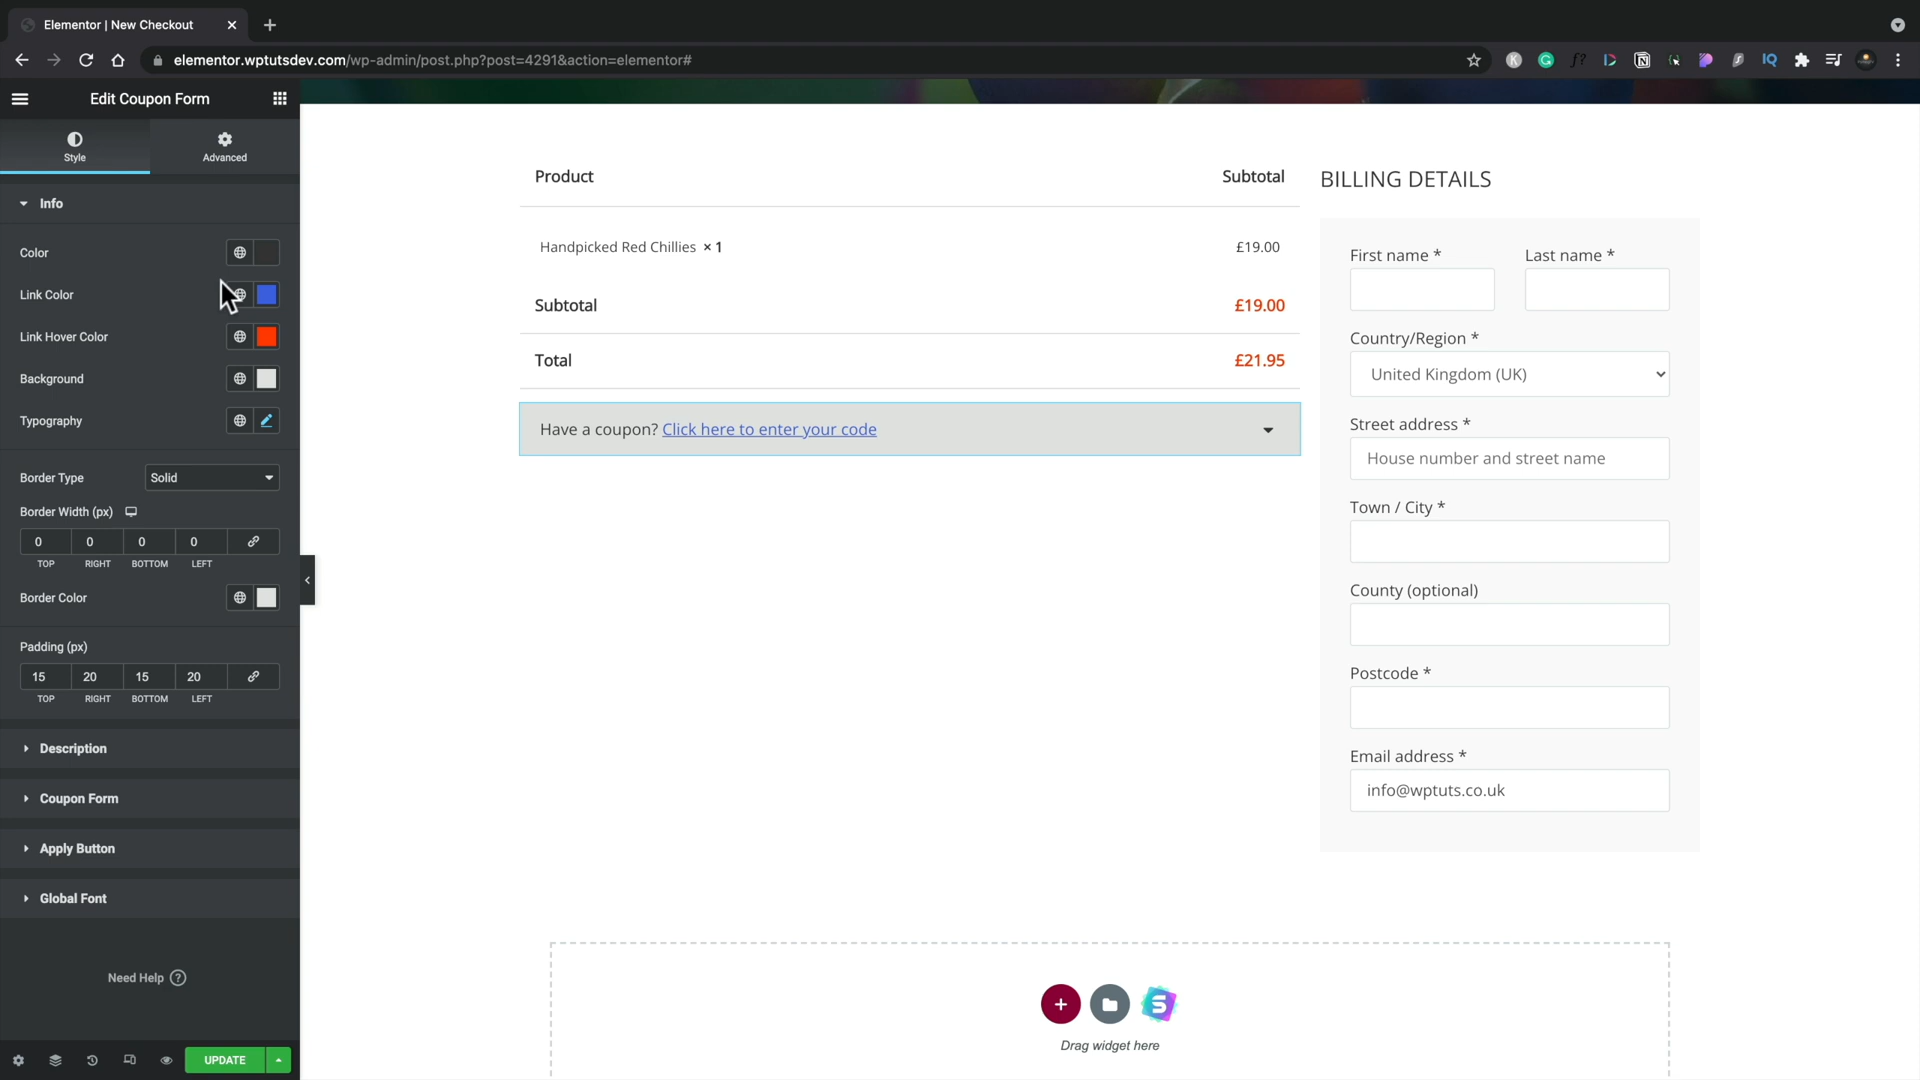 Elementor | New Checkout
elementor.wptutsdev.com/wp-admin/post.php?post=4291&action=elementor#
Edit Coupon Form
Style
Advanced
Info
Color
Link Color
Link Hover Color
Background
Typography
Border Type
Solid
Border Width (px)
0 0 0 0
TOP RIGHT BOTTOM LEFT
Border Color
Padding (px)
15 20 15 20
TOP RIGHT BOTTOM LEFT
Description
Coupon Form
Apply Button
Global Font
Need Help ?
UPDATE
Product Subtotal
Handpicked Red Chillies × 1 £19.00
Subtotal £19.00
Total £21.95
Have a coupon? Click here to enter your code
BILLING DETAILS
First name * Last name *
Country/Region *
United Kingdom (UK)
Street address *
House number and street name
Town / City *
County (optional)
Postcode *
Email address *
info@wptuts.co.uk
Drag widget here